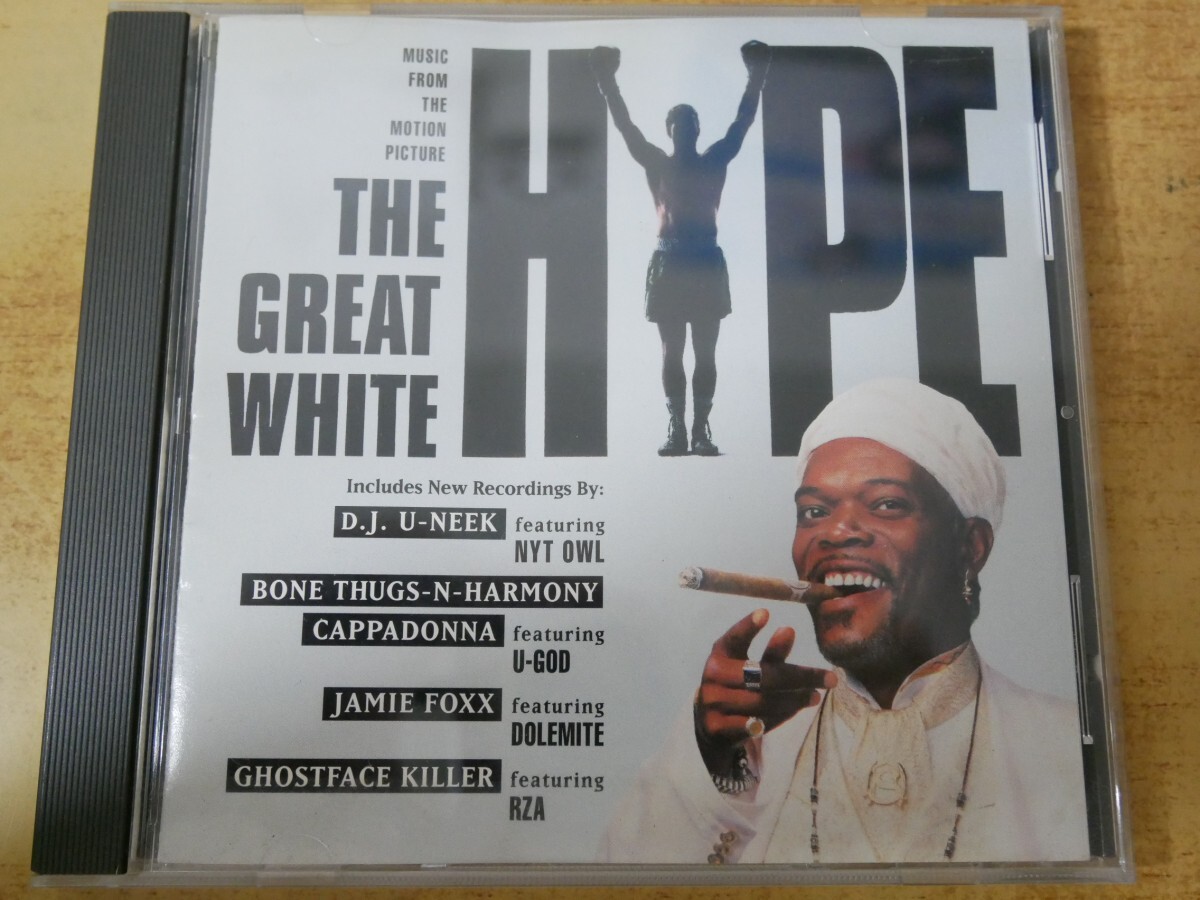 MUSIC
FROM
THE
MOTION
PICTURE
THE
GREAT
WHITE
HYPE
Includes New Recordings By:
D.J. U-NEEK featuring
NYT OWL
BONE THUGS-N-HARMONY
CAPPADONNA featuring
U-GOD
JAMIE FOXX featuring
DOLEMITE
GHOSTFACE KILLER featuring
RZA